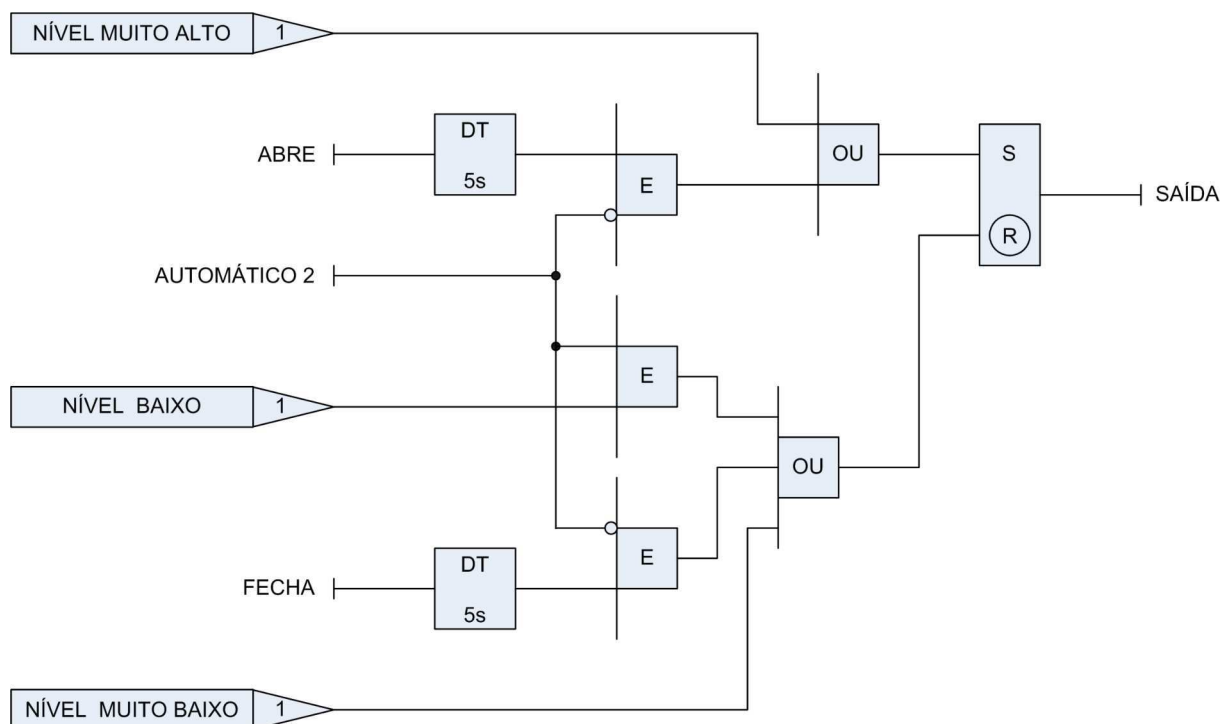 NÍVEL MUITO ALTO 1
DT
5s
ABRE
E
OU
S
R
SAÍDA
AUTOMÁTICO 2
E
NÍVEL BAIXO 1
OU
E
DT
5s
FECHA
NÍVEL MUITO BAIXO 1